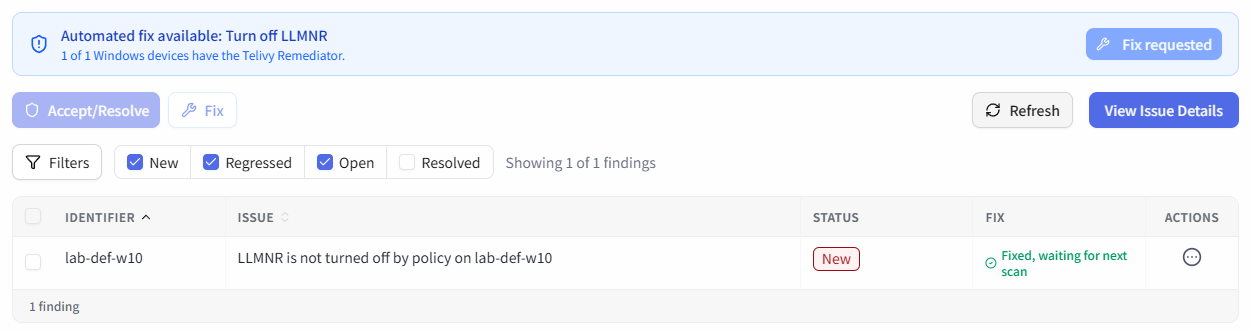 Automated fix available: Turn off LLMNR
1 of 1 Windows devices have the Telivy Remediator.
Fix requested
Accept/Resolve
Fix
Refresh
View Issue Details
Filters
New
Regressed
Open
Resolved
Showing 1 of 1 findings
IDENTIFIER
ISSUE
STATUS
FIX
ACTIONS
lab-def-w10
LLMNR is not turned off by policy on lab-def-w10
New
Fixed, waiting for next
scan
1 finding